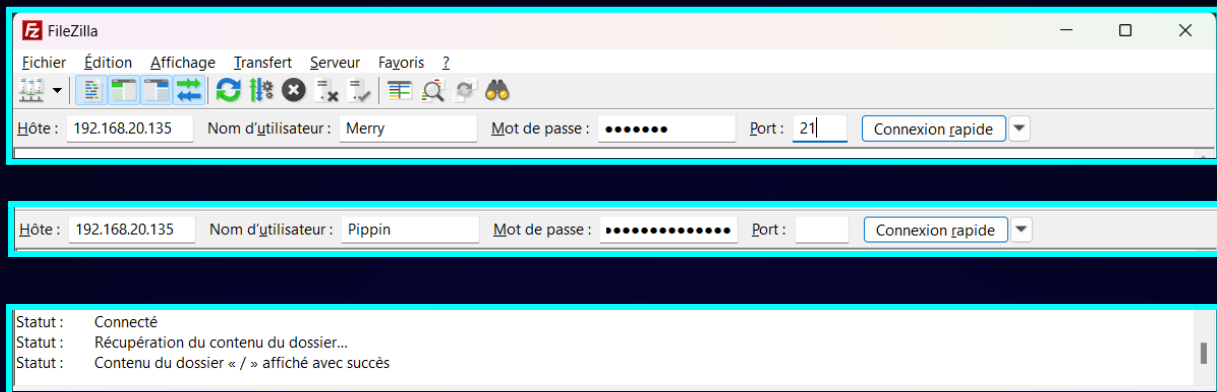 FileZilla
Fichier Édition Affichage Transfert Serveur Favoris ?
Hôte : 192.168.20.135 Nom d'utilisateur : Merry Mot de passe : ●●●●●●● Port : 21 Connexion rapide
Hôte : 192.168.20.135 Nom d'utilisateur : Pippin Mot de passe : ●●●●●●●●●●●●●● Port : Connexion rapide
Statut : Connecté
Statut : Récupération du contenu du dossier...
Statut : Contenu du dossier « / » affiché avec succès